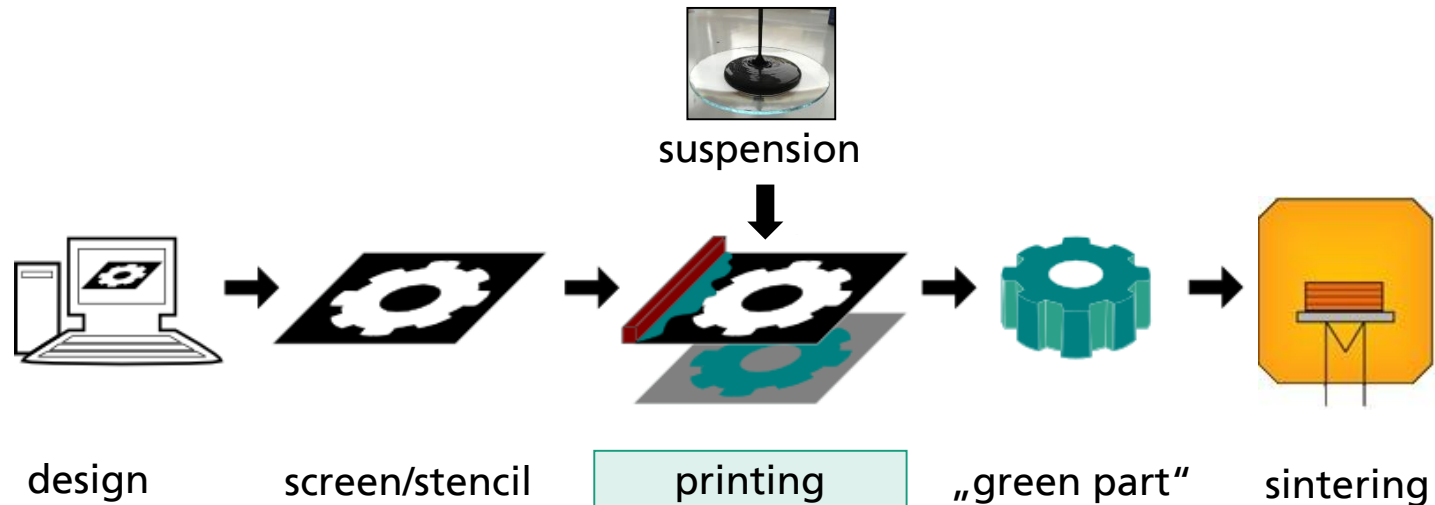 suspension
design
screen/stencil
printing
„green part“
sintering